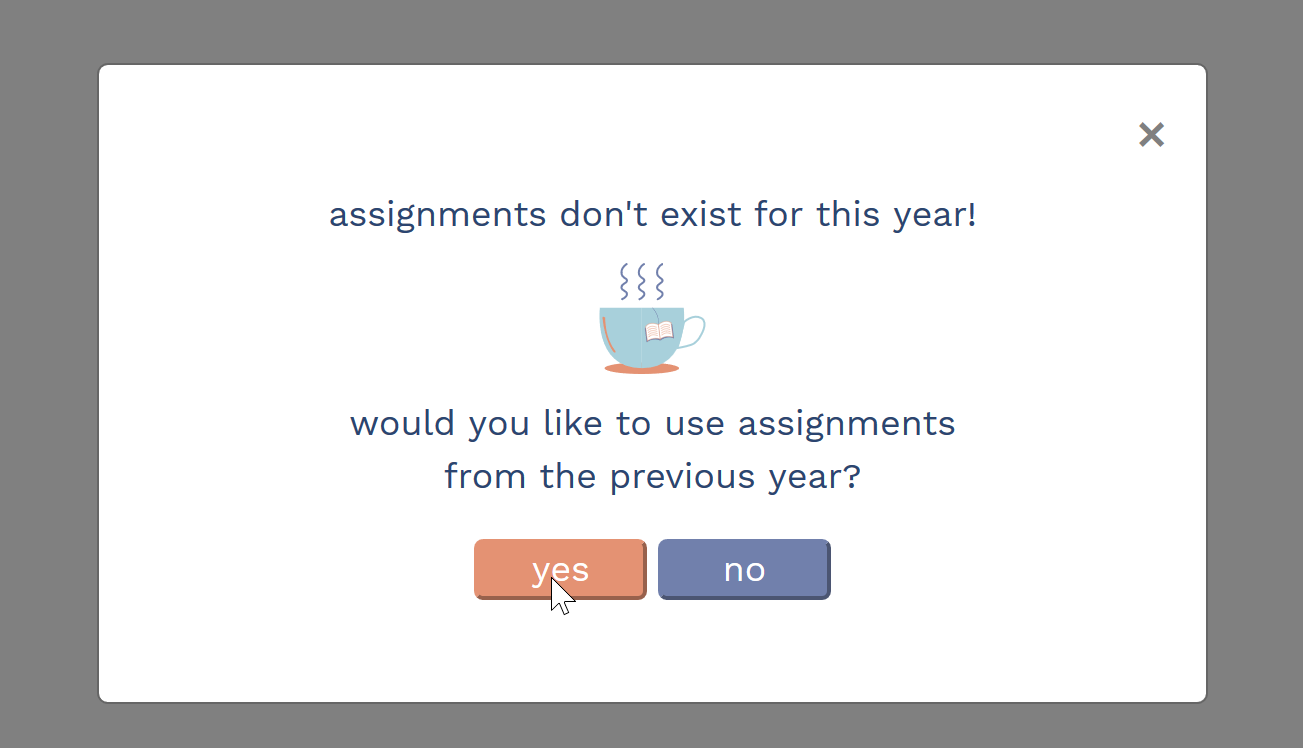 assignments don't exist for this year!
would you like to use assignments
from the previous year?
yes
no